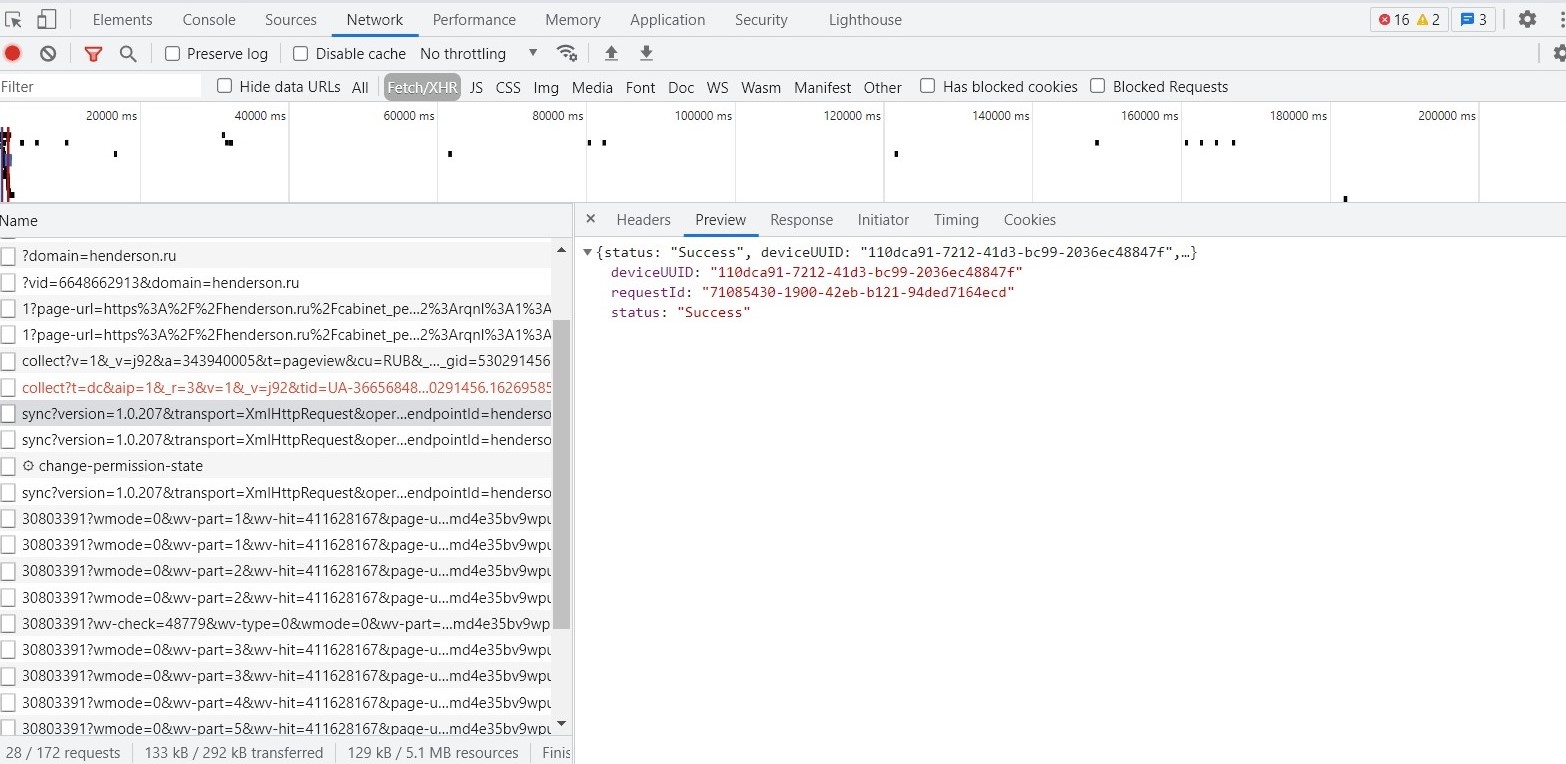 Elements Console Sources Network Performance Memory Application Security Lighthouse 16 2 3
Preserve log Disable cache No throttling
Filter Hide data URLs All Fetch/XHR JS CSS Img Media Font Doc WS Wasm Manifest Other Has blocked cookies Blocked Requests
20000 ms 40000 ms 60000 ms 80000 ms 100000 ms 120000 ms 140000 ms 160000 ms 180000 ms 200000 ms
Name
?domain=henderson.ru
?vid=6648662913&domain=henderson.ru
1?page-url=https%3A%2F%2Fhenderson.ru%2Fcabinet_pe...2%3Arqnl%3A1%3A
1?page-url=https%3A%2F%2Fhenderson.ru%2Fcabinet_pe...2%3Arqnl%3A1%3A
collect?v=1&_v=j92&a=343940005&t=pageview&cu=RUB&_..._gid=530291456
collect?t=dc&aip=1&_r=3&v=1&_v=j92&tid=UA-36656848...0291456.16269585
sync?version=1.0.207&transport=XmlHttpRequest&oper...endpointId=henderso
sync?version=1.0.207&transport=XmlHttpRequest&oper...endpointId=henderso
change-permission-state
sync?version=1.0.207&transport=XmlHttpRequest&oper...endpointId=henderso
30803391?wmode=0&wv-part=1&wv-hit=411628167&page-u...md4e35bv9wpu
30803391?wmode=0&wv-part=1&wv-hit=411628167&page-u...md4e35bv9wpu
30803391?wmode=0&wv-part=2&wv-hit=411628167&page-u...md4e35bv9wpu
30803391?wmode=0&wv-part=2&wv-hit=411628167&page-u...md4e35bv9wpu
30803391?wv-check=48779&wv-type=0&wmode=0&wv-part=...md4e35bv9wp
30803391?wmode=0&wv-part=3&wv-hit=411628167&page-u...md4e35bv9wpu
30803391?wmode=0&wv-part=3&wv-hit=411628167&page-u...md4e35bv9wpu
30803391?wmode=0&wv-part=4&wv-hit=411628167&page-u...md4e35bv9wpu
30803391?wmode=0&wv-part=5&wv-hit=411628167&page-u...md4e35bv9wpu
28 / 172 requests 133 kB / 292 kB transferred 129 kB / 5.1 MB resources Finis
Headers Preview Response Initiator Timing Cookies
{status: "Success", deviceUUID: "110dca91-7212-41d3-bc99-2036ec48847f",…}
deviceUUID: "110dca91-7212-41d3-bc99-2036ec48847f"
requestId: "71085430-1900-42eb-b121-94ded7164ecd"
status: "Success"